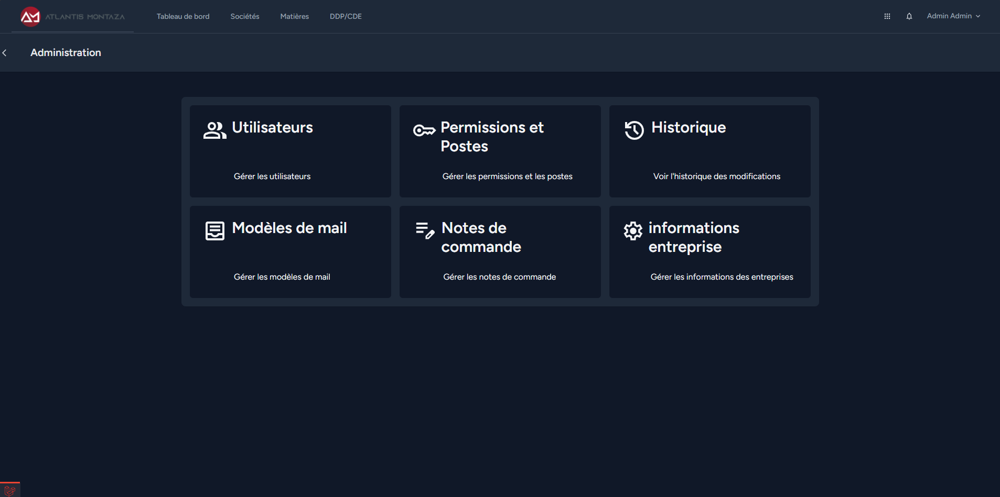 ATLANTIS MONTAZA
Tableau de bord
Sociétés
Matières
DDP/CDE
Admin Admin
Administration
Utilisateurs
Gérer les utilisateurs
Permissions et
Postes
Gérer les permissions et les postes
Historique
Voir l'historique des modifications
Modèles de mail
Gérer les modèles de mail
Notes de
commande
Gérer les notes de commande
informations
entreprise
Gérer les informations des entreprises